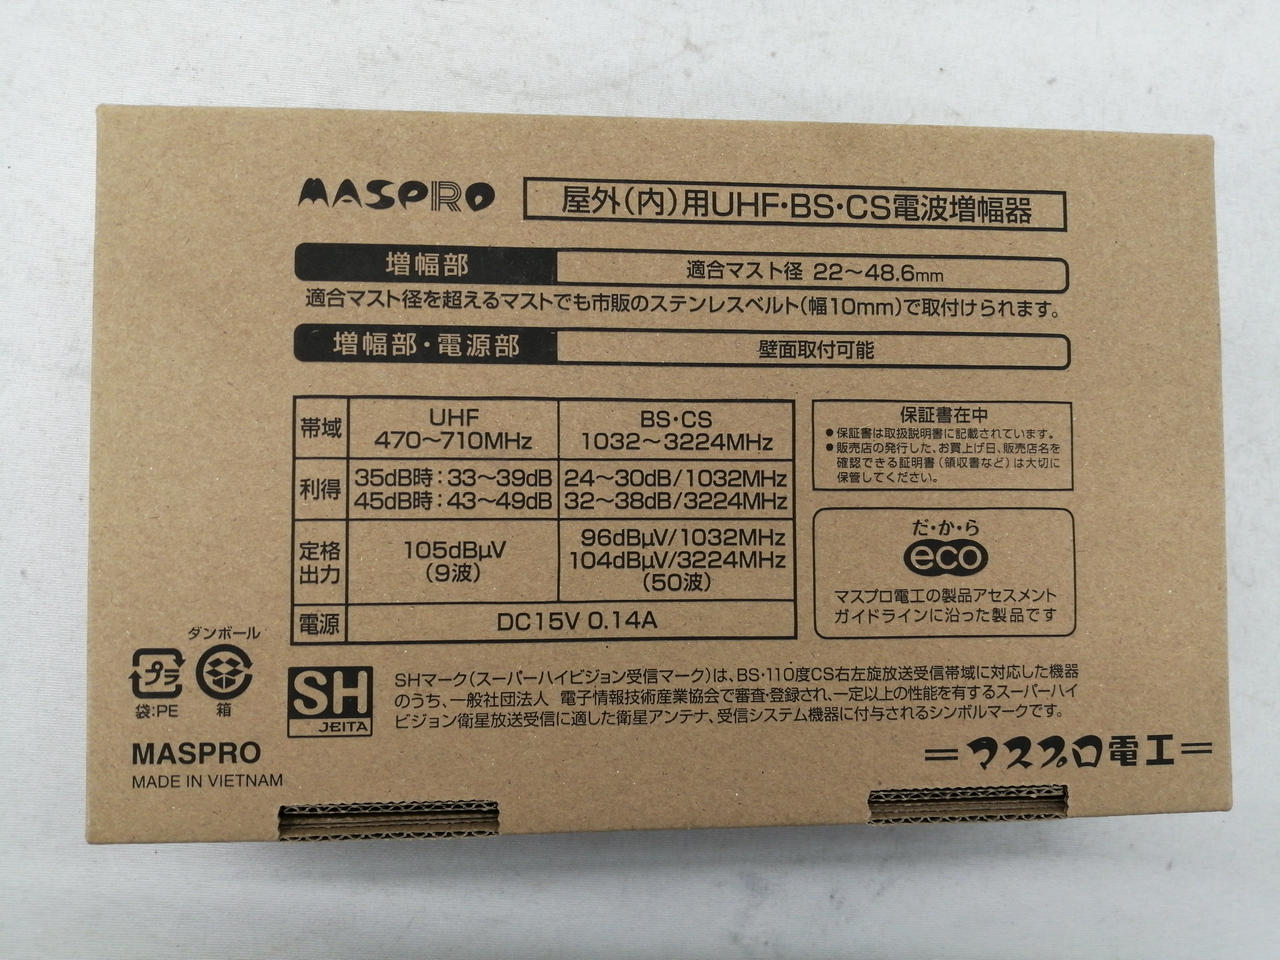 MASPRO
屋外(内)用UHF・BS・CS電波増幅器
増幅部 適合マスト径 22〜48.6mm
適合マスト径を超えるマストでも市販のステンレスベルト(幅10mm)で取付けられます。
増幅部・電源部 壁面取付可能
帯域 UHF 470〜710MHz BS・CS 1032〜3224MHz
利得 35dB時:33〜39dB 24〜30dB/1032MHz
45dB時:43〜49dB 32〜38dB/3224MHz
定格出力 105dBμV (9波) 96dBμV/1032MHz
104dBμV/3224MHz
(50波)
電源 DC15V 0.14A
保証書在中
●保証書は取扱説明書に記載されています。
●販売店の発行した、お買上げ日、販売店名を
確認できる証明書(領収書など)は大切に
保管してください。
だ・か・ら
eco
マスプロ電工の製品アセスメント
ガイドラインに沿った製品です
ダンボール
プラ
袋:PE
箱
SH
JEITA
SHマーク(スーパーハイビジョン受信マーク)は、BS・110度CS右左旋放送受信帯域に対応した機器
のうち、一般社団法人 電子情報技術産業協会で審査・登録され、一定以上の性能を有するスーパーハイ
ビジョン衛星放送受信に適した衛星アンテナ、受信システム機器に付与されるシンボルマークです。
MASPRO
MADE IN VIETNAM
=マスプロ電工=